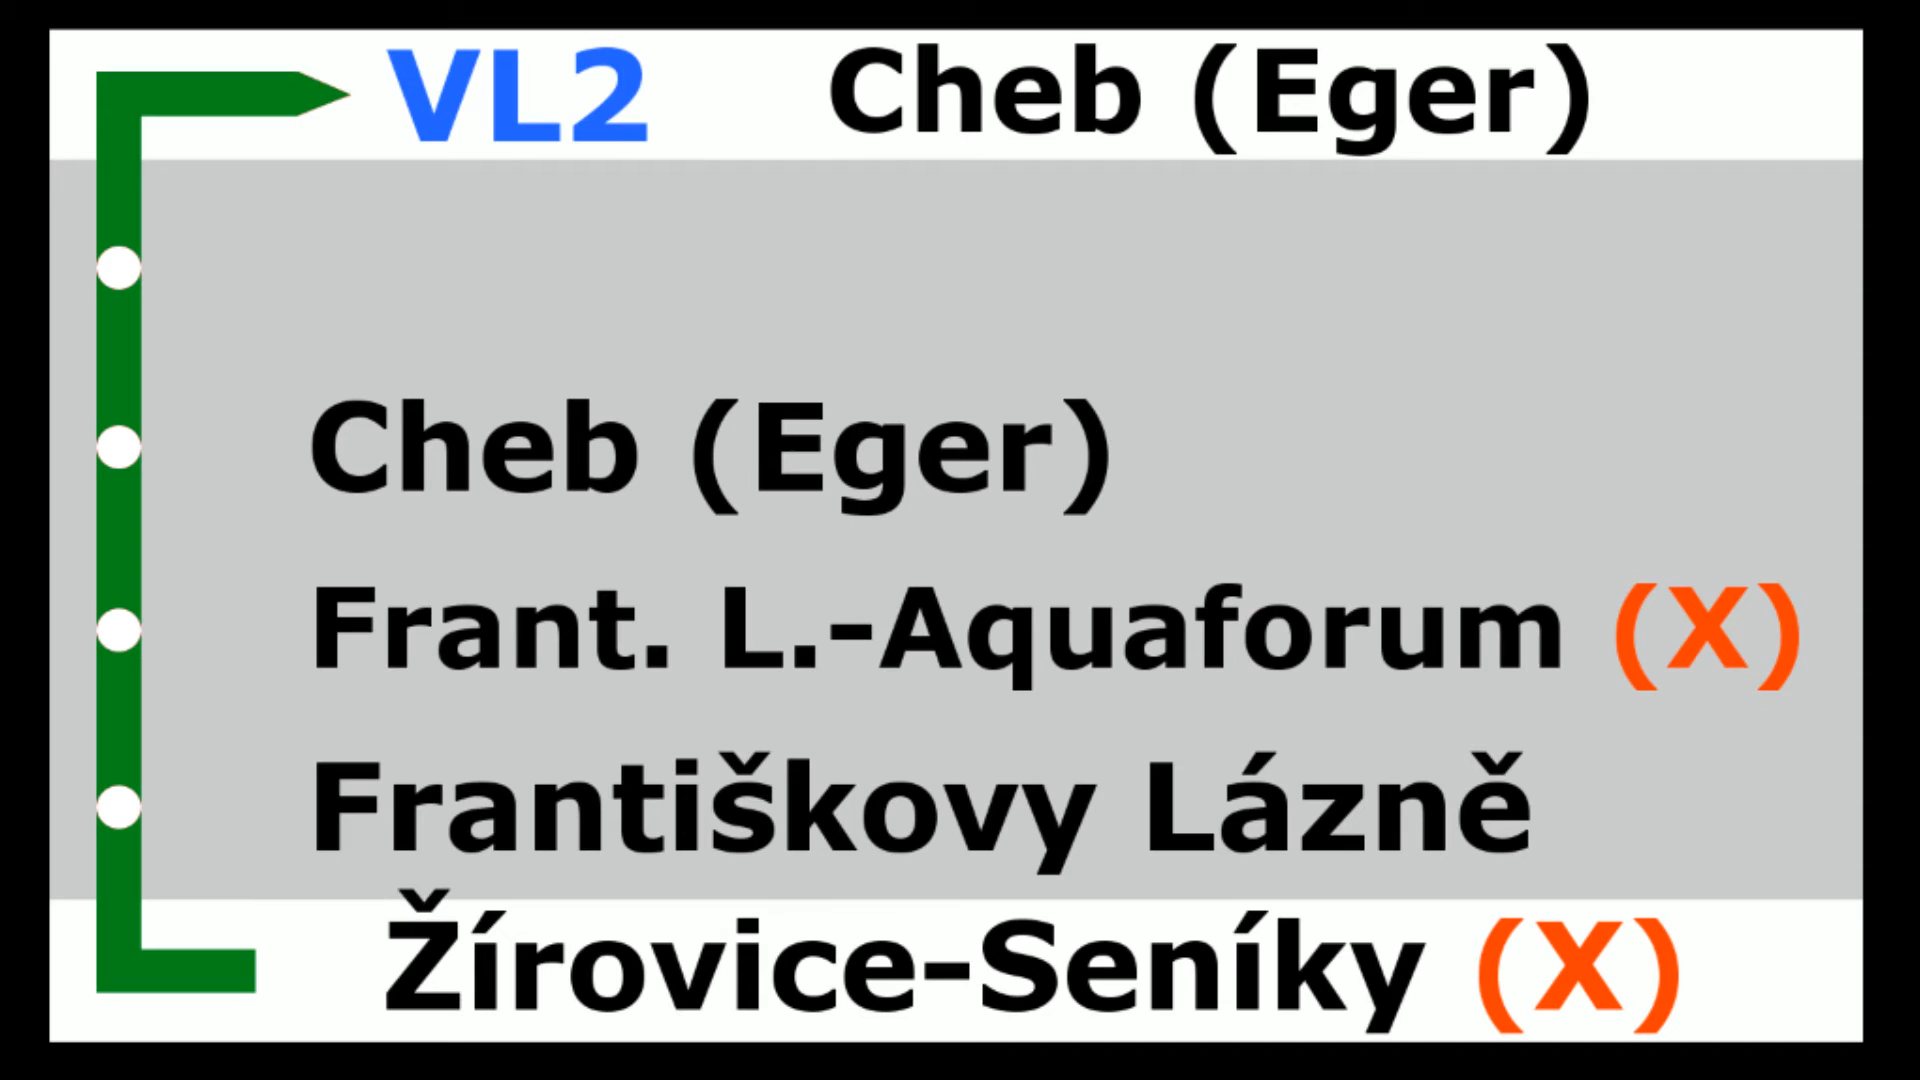 VL2 Cheb (Eger)
Cheb (Eger)
Frant. L.-Aquaforum (X)
Františkovy Lázně
Žírovice-Seníky (X)